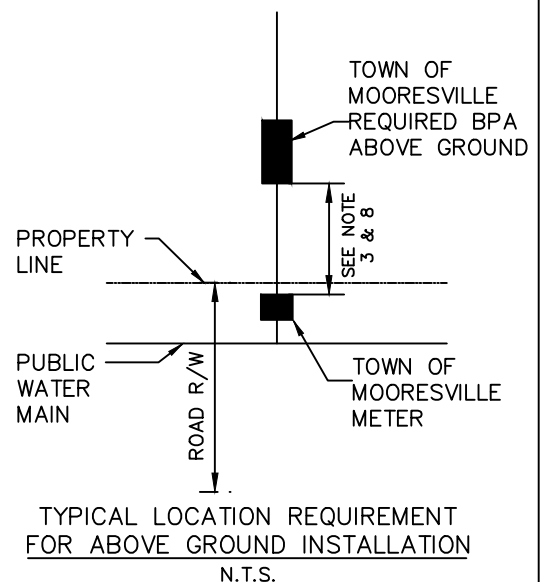 TOWN OF
MOORESVILLE
REQUIRED BPA
ABOVE GROUND
SEE NOTE
3 & 8
PROPERTY
LINE
PUBLIC
WATER
MAIN
ROAD R/W
TOWN OF
MOORESVILLE
METER
TYPICAL LOCATION REQUIREMENT
FOR ABOVE GROUND INSTALLATION
N.T.S.